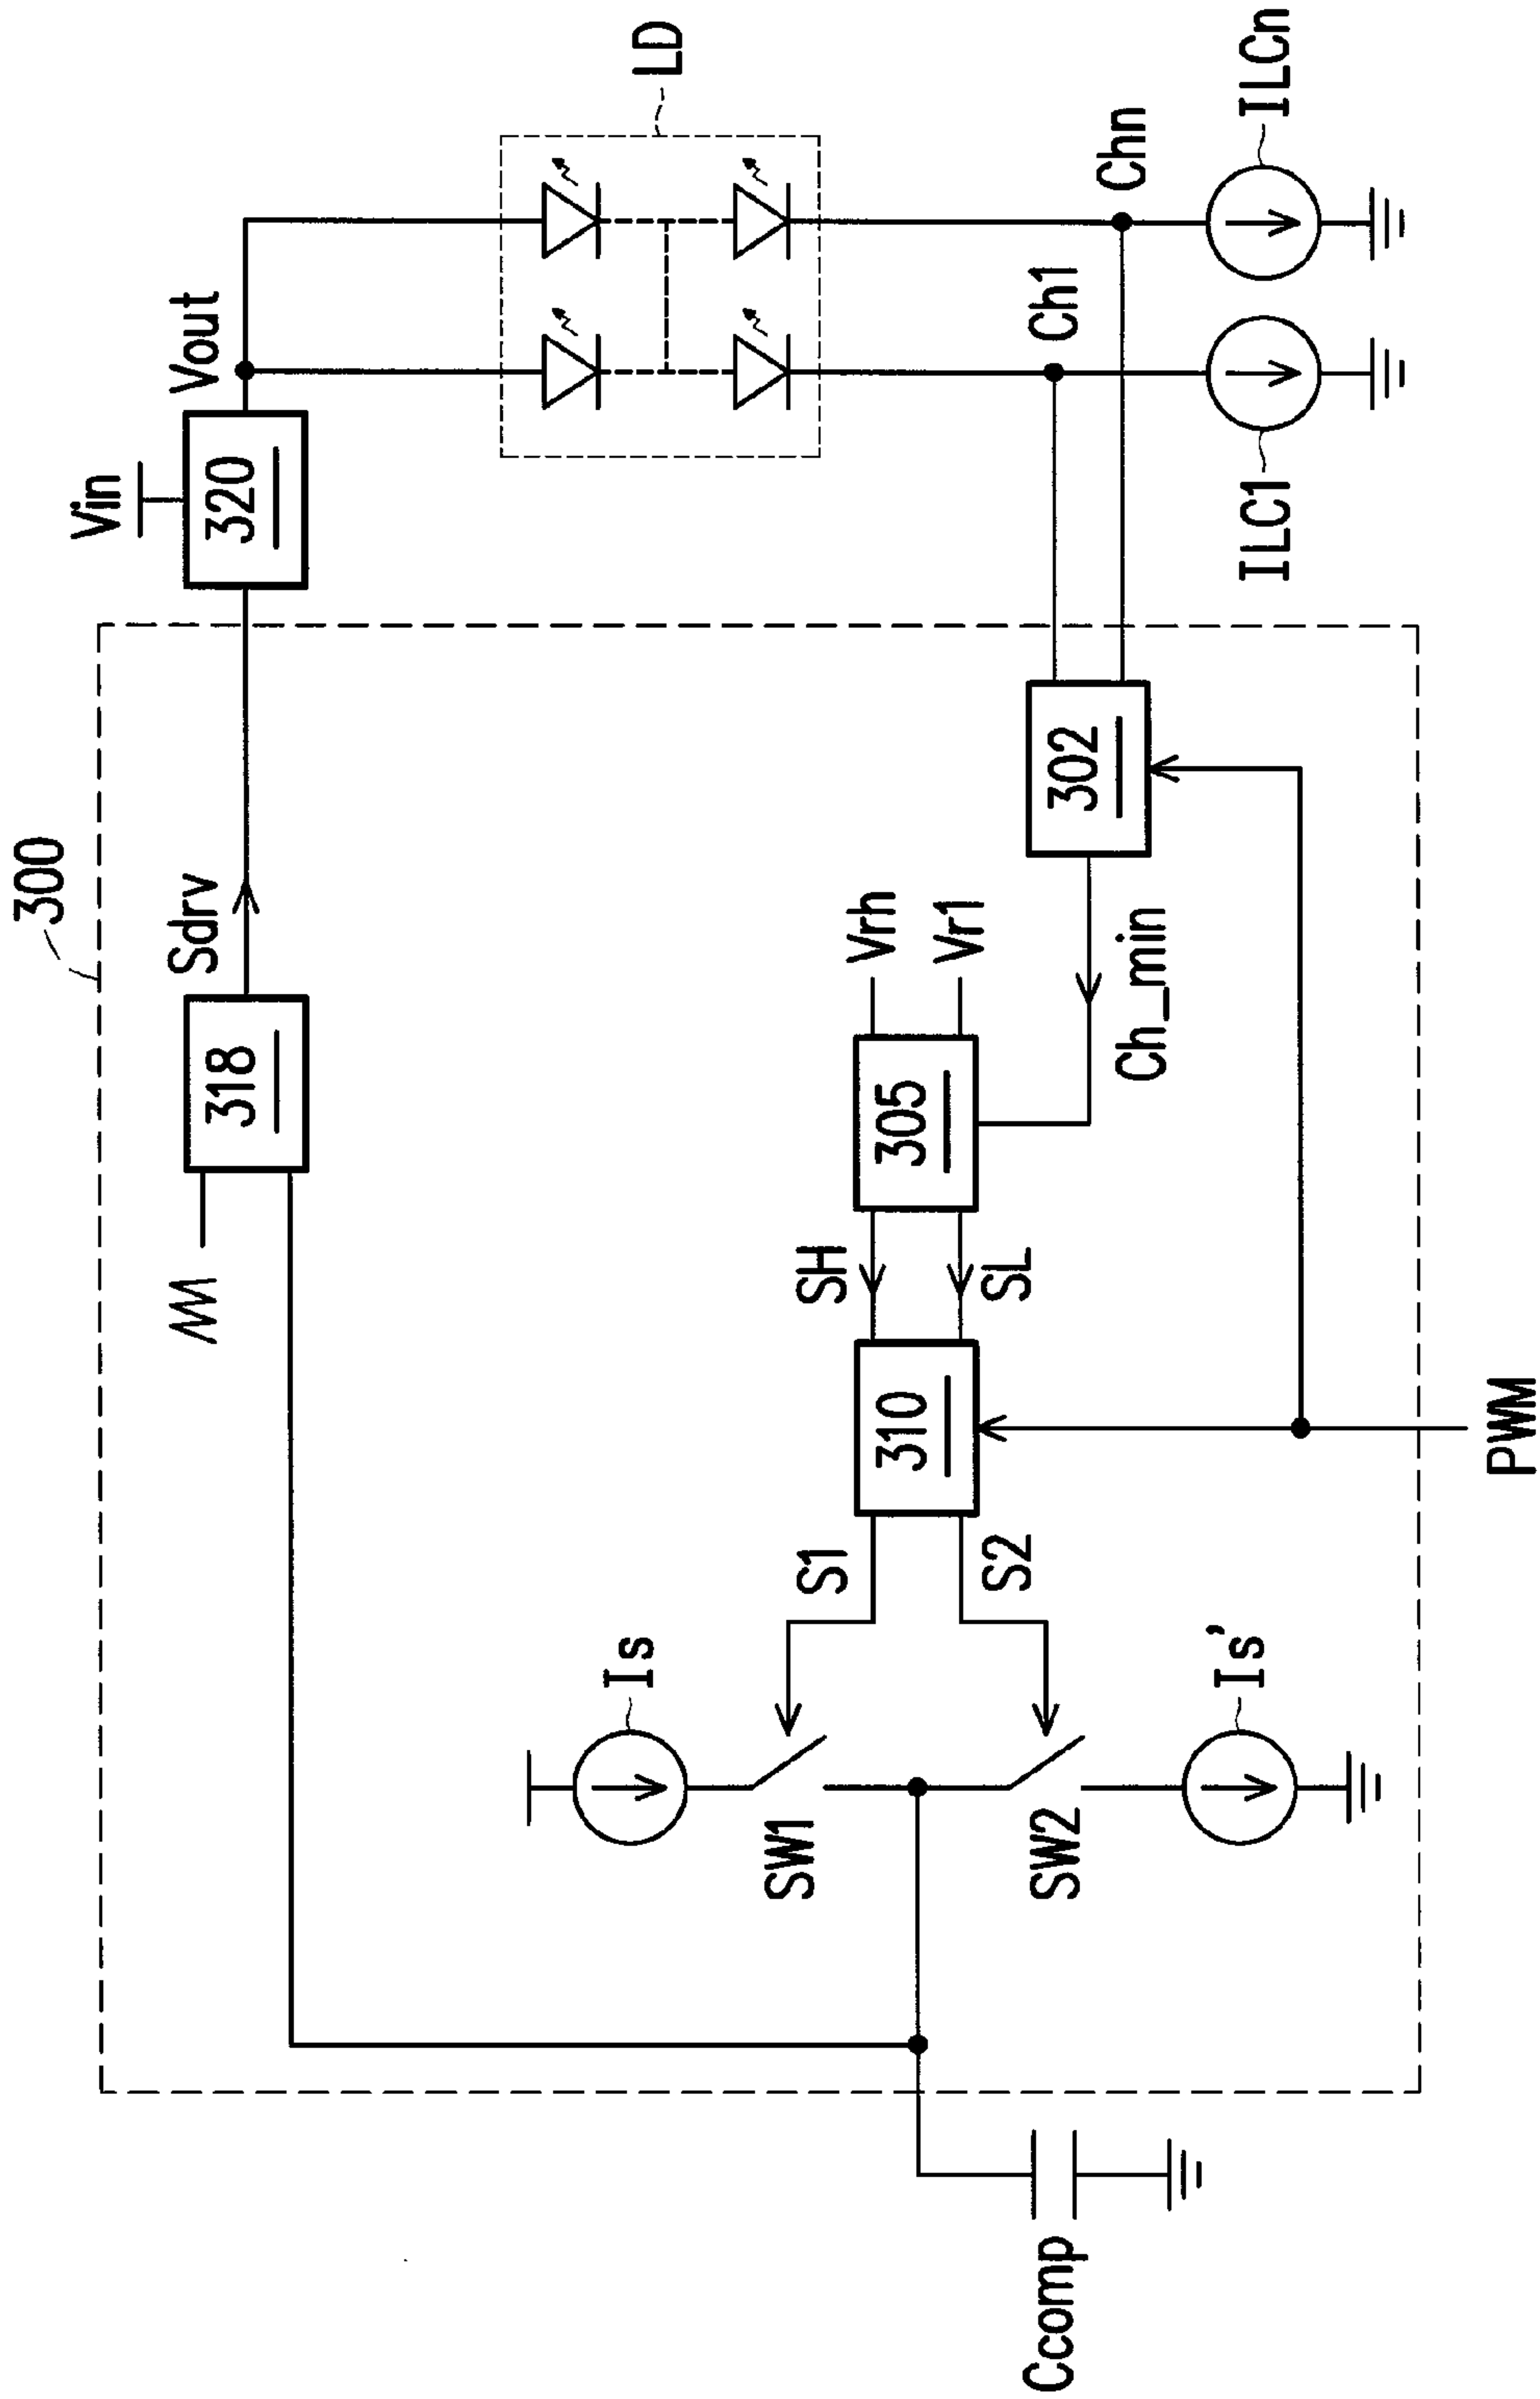 300
Vin
Sdrv
Vout
318
320
Is
LD
SW1
S1
SH
Vrh
310
305
Vr1
S2
SL
Ccomp
SW2
302
Ch1
Chn
Ch_min
Is'
ILC1
ILCn
PWM